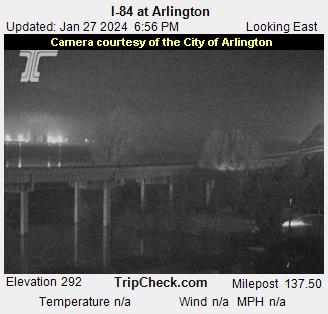 I-84 at Arlington
Updated: Jan 27 2024 6:56 PM Looking East
Camera courtesy of the City of Arlington
Elevation 292 TripCheck.com Milepost 137.50
Temperature n/a Wind n/a MPH n/a